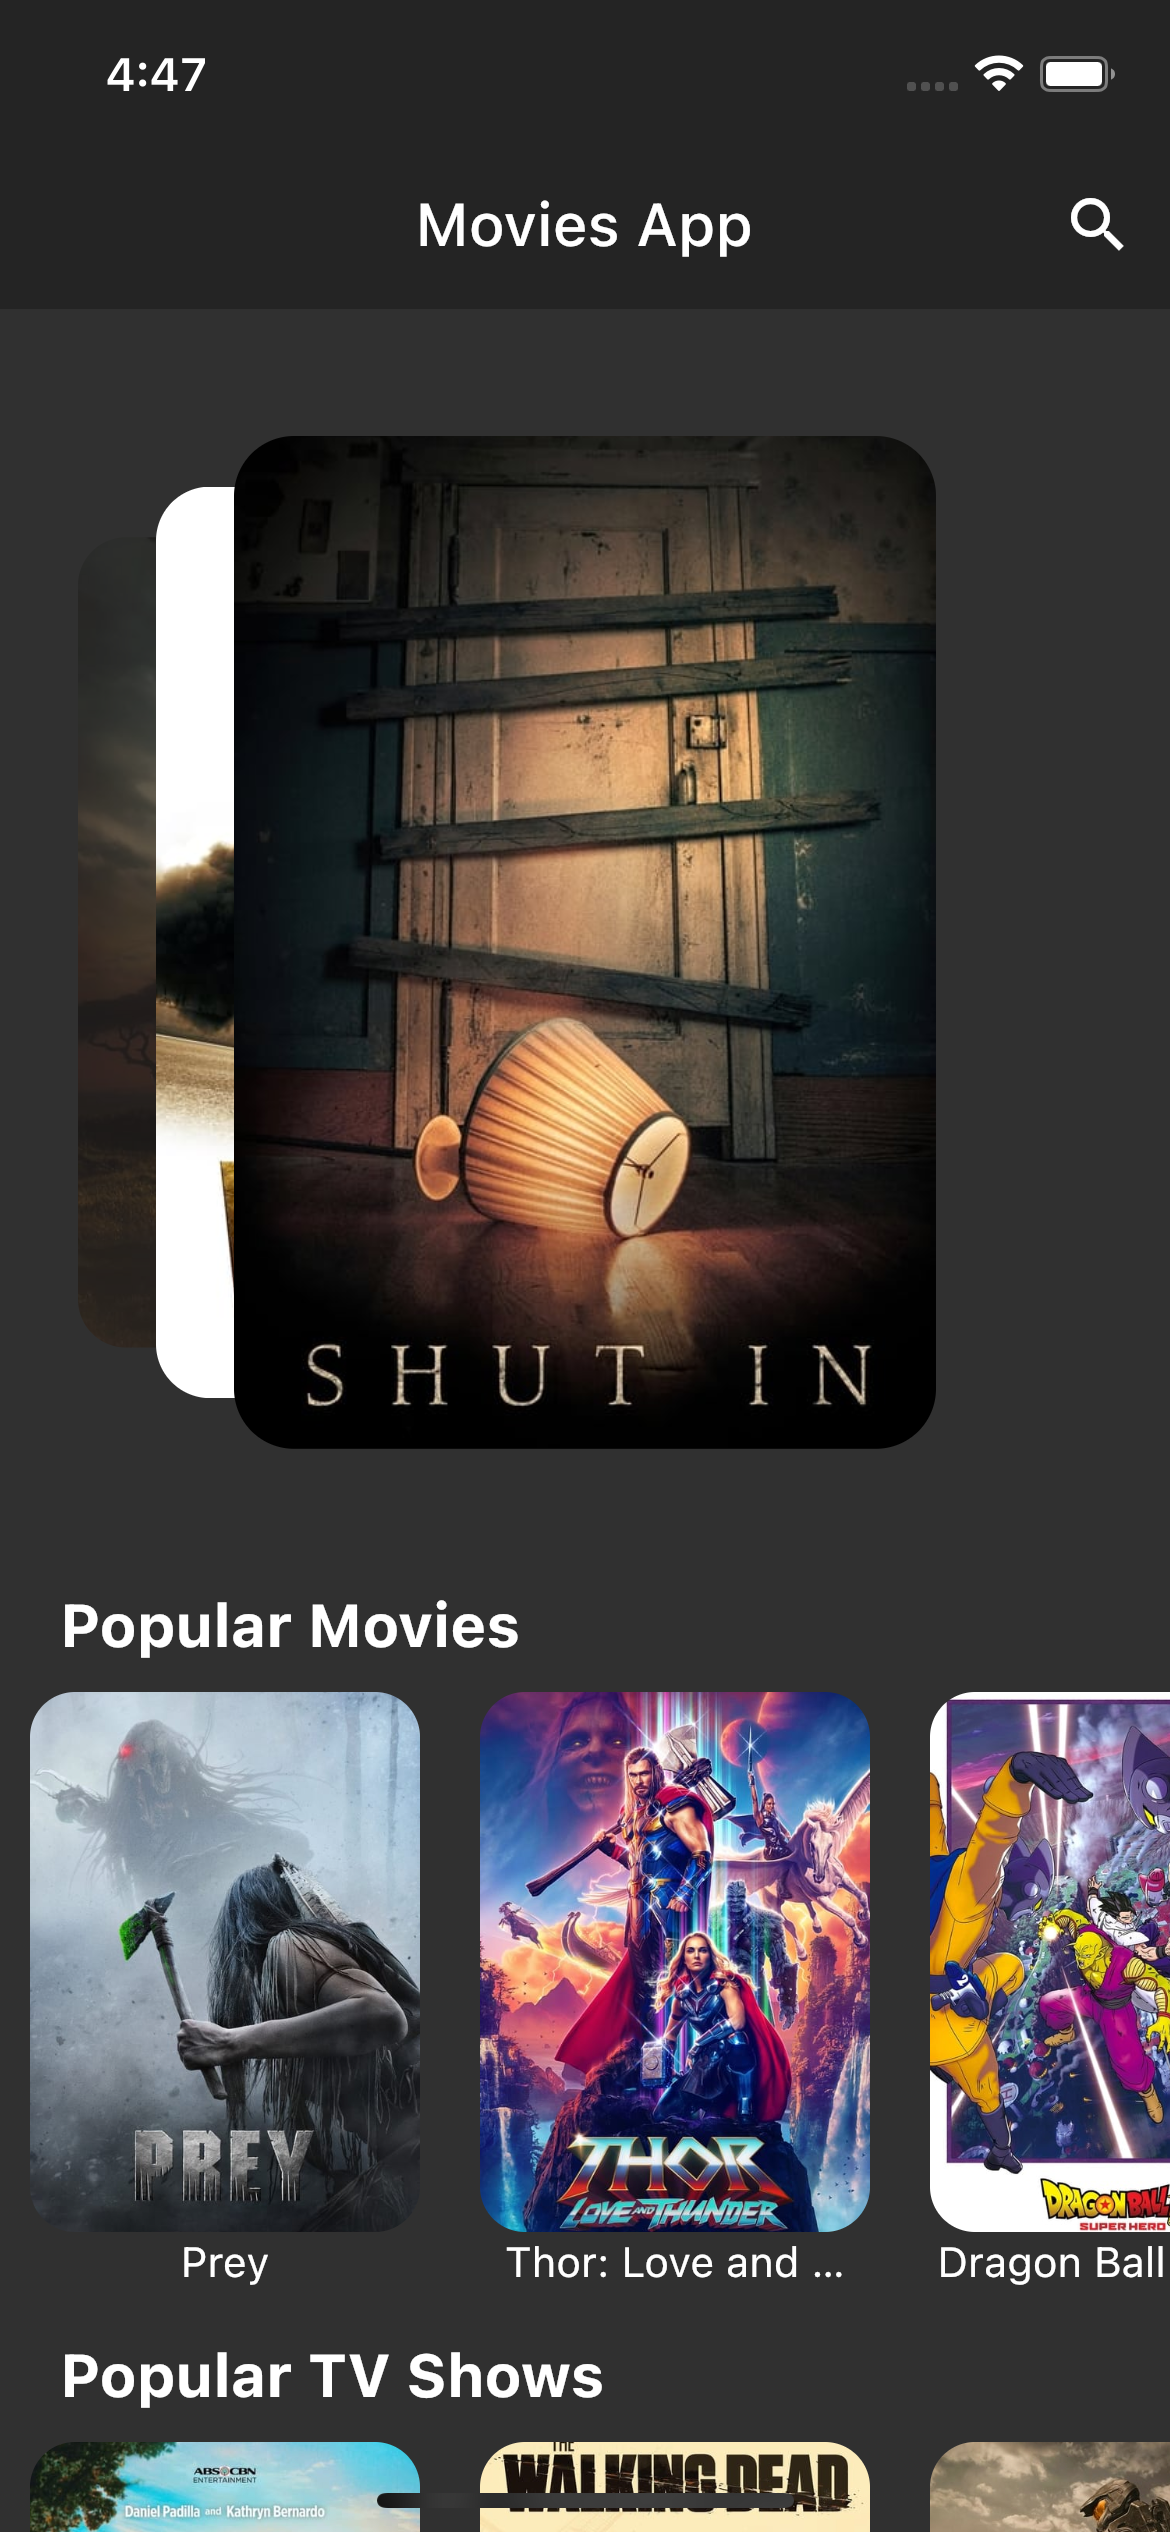 4:47
Movies App
SHUT IN
Popular Movies
PREY
THOR
LOVE AND THUNDER
DRAGON BALL
SUPER HERO
Prey
Thor: Love and ...
Dragon Ball
Popular TV Shows
ABS CBN
ENTERTAINMENT
Daniel Padilla and Kathryn Bernardo
THE
WALKING DEAD